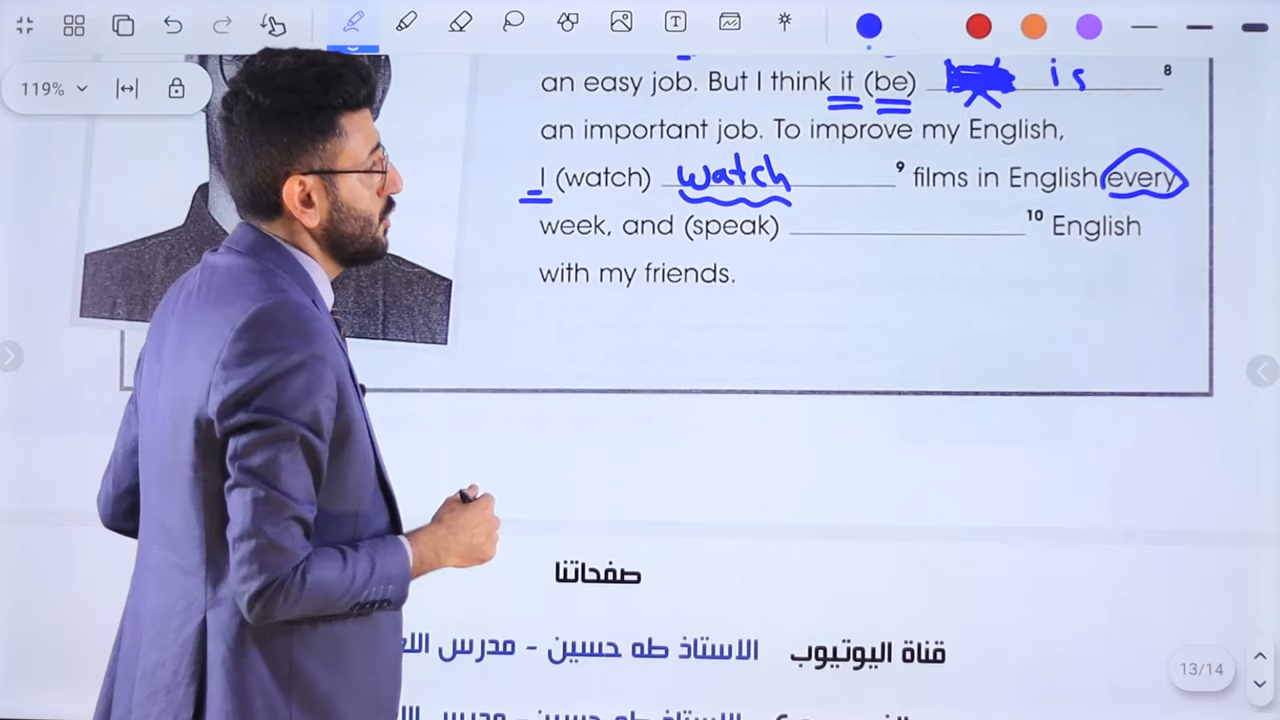 119%
an easy job. But I think it (be) is 8
an important job. To improve my English,
I (watch) watch 9 films in English every
week, and (speak) 10 English
with my friends.
صفحاتنا
قناة اليوتيوب الاستاذ طه حسين - مدرس
13/14